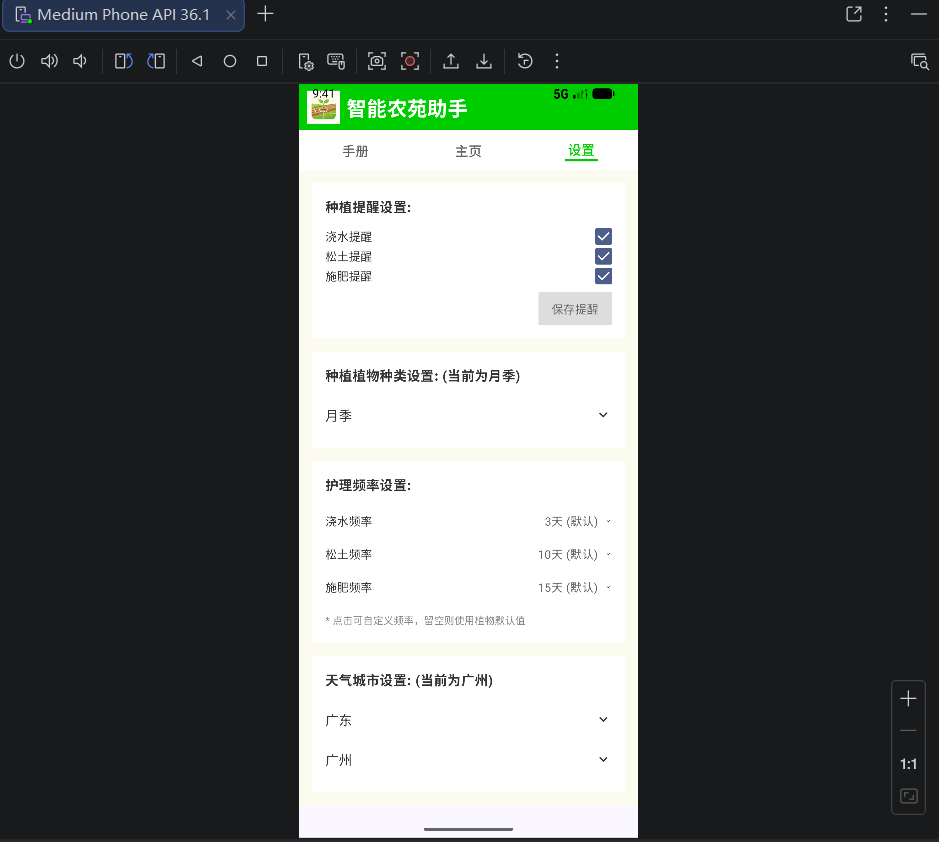 Medium Phone API 36.1
9:41
5G
智能农苑助手
手册 主页 设置
种植提醒设置:
浇水提醒
松土提醒
施肥提醒
保存提醒
种植植物种类设置: (当前为月季)
月季
护理频率设置:
浇水频率 3天 (默认)
松土频率 10天 (默认)
施肥频率 15天 (默认)
* 点击可自定义频率，留空则使用植物默认值
天气城市设置: (当前为广州)
广东
广州
1:1